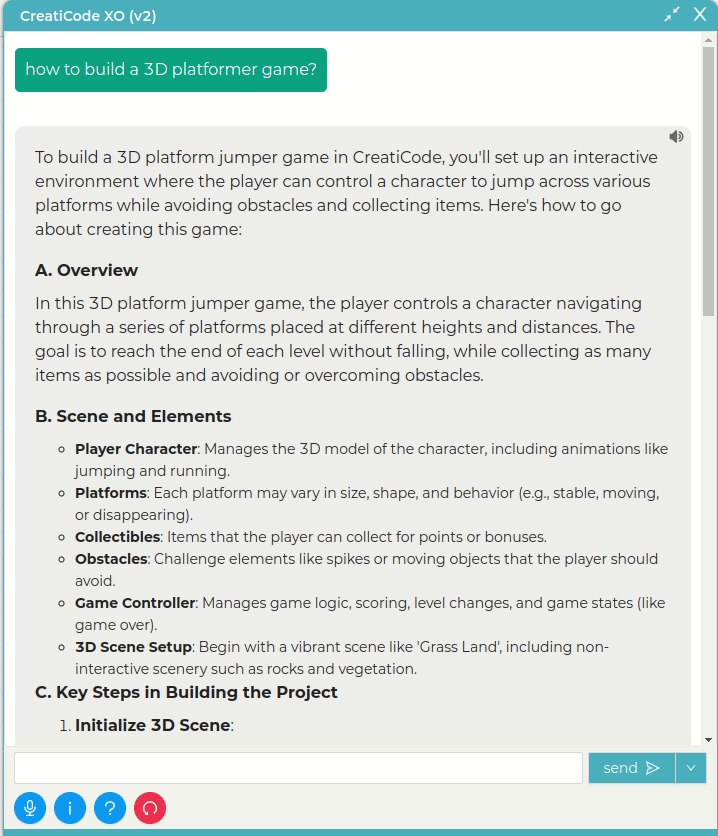 CreatiCode XO (v2)
how to build a 3D platformer game?
To build a 3D platform jumper game in CreatiCode, you'll set up an interactive
environment where the player can control a character to jump across various
platforms while avoiding obstacles and collecting items. Here's how to go
about creating this game:
A. Overview
In this 3D platform jumper game, the player controls a character navigating
through a series of platforms placed at different heights and distances. The
goal is to reach the end of each level without falling, while collecting as many
items as possible and avoiding or overcoming obstacles.
B. Scene and Elements
Player Character: Manages the 3D model of the character, including animations like
jumping and running.
Platforms: Each platform may vary in size, shape, and behavior (e.g., stable, moving,
or disappearing).
Collectibles: Items that the player can collect for points or bonuses.
Obstacles: Challenge elements like spikes or moving objects that the player should
avoid.
Game Controller: Manages game logic, scoring, level changes, and game states (like
game over).
3D Scene Setup: Begin with a vibrant scene like 'Grass Land', including non-
interactive scenery such as rocks and vegetation.
C. Key Steps in Building the Project
1. Initialize 3D Scene:
send